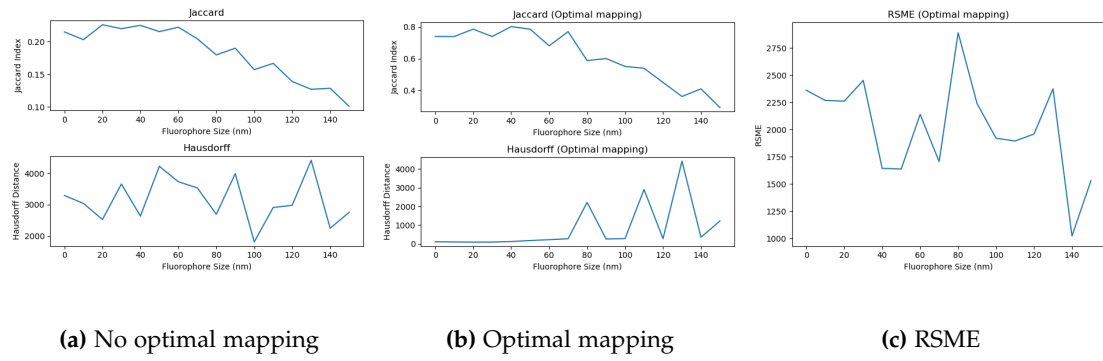 Jaccard
Jaccard Index
0.20
0.15
0.10
0 20 40 60 80 100 120 140
Fluorophore Size (nm)
Hausdorff
Hausdorff Distance
4000
3000
2000
0 20 40 60 80 100 120 140
Fluorophore Size (nm)
(a) No optimal mapping
Jaccard (Optimal mapping)
Jaccard Index
0.8
0.6
0.4
0 20 40 60 80 100 120 140
Fluorophore Size (nm)
Hausdorff (Optimal mapping)
Hausdorff Distance
4000
3000
2000
1000
0
0 20 40 60 80 100 120 140
Fluorophore Size (nm)
(b) Optimal mapping
RSME (Optimal mapping)
RSME
2750
2500
2250
2000
1750
1500
1250
1000
0 20 40 60 80 100 120 140
Fluorophore Size (nm)
(c) RSME